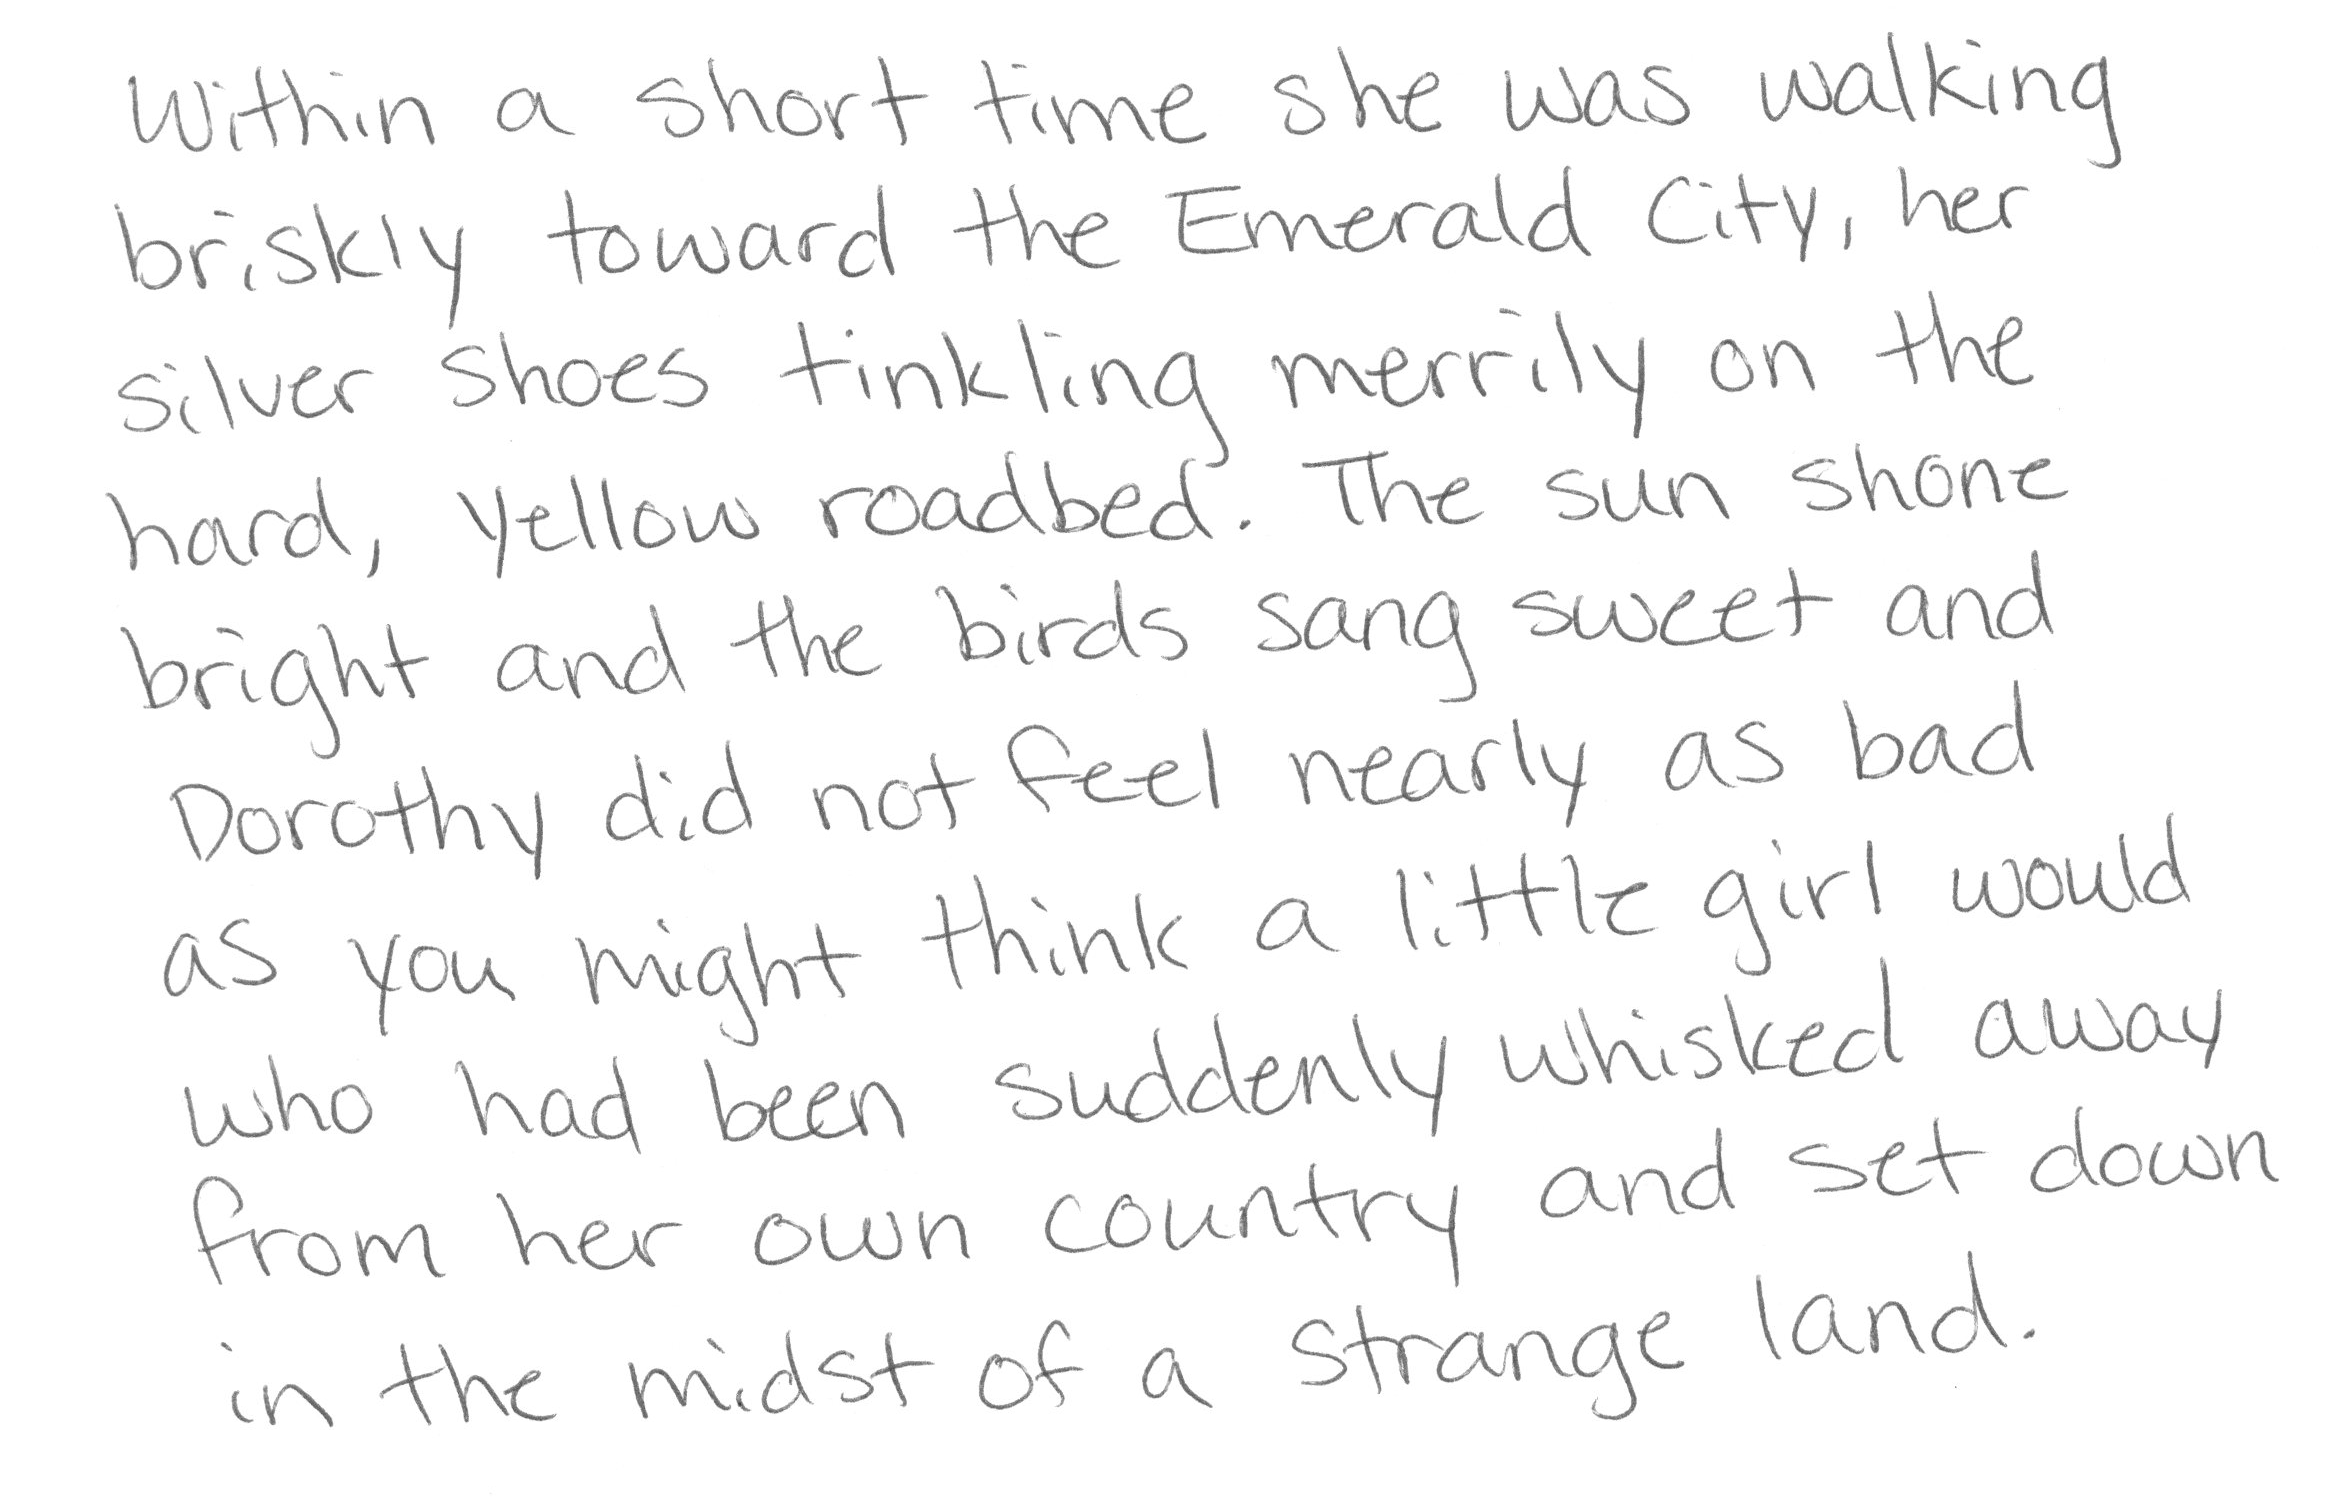 Within a short time she was walking
briskly toward the Emerald City, her
silver shoes tinkling merrily on the
hard, yellow roadbed. The sun shone
bright and the birds sang sweet and
Dorothy did not feel nearly as bad
as you might think a little girl would
who had been suddenly whisked away
from her own country and set down
in the midst of a strange land.